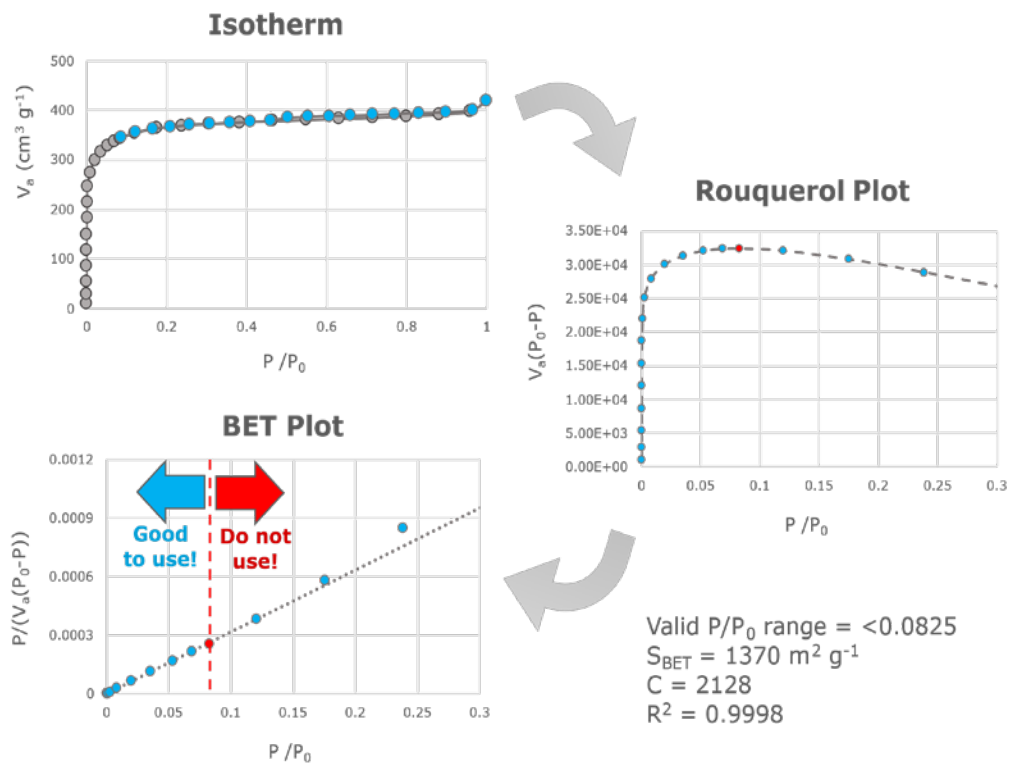 Isotherm
500
400
300
200
100
0
Va (cm³ g⁻¹)
0 0.2 0.4 0.6 0.8 1
P /P₀
Rouquerol Plot
3.50E+04
3.00E+04
2.50E+04
2.00E+04
1.50E+04
1.00E+04
5.00E+03
0.00E+00
Va(P₀-P)
0 0.05 0.1 0.15 0.2 0.25 0.3
P /P₀
BET Plot
0.0012
0.0009
0.0006
0.0003
0
P/(Va(P₀-P))
Good
to use!
Do not
use!
0 0.05 0.1 0.15 0.2 0.25 0.3
P /P₀
Valid P/P₀ range = <0.0825
S_BET = 1370 m² g⁻¹
C = 2128
R² = 0.9998